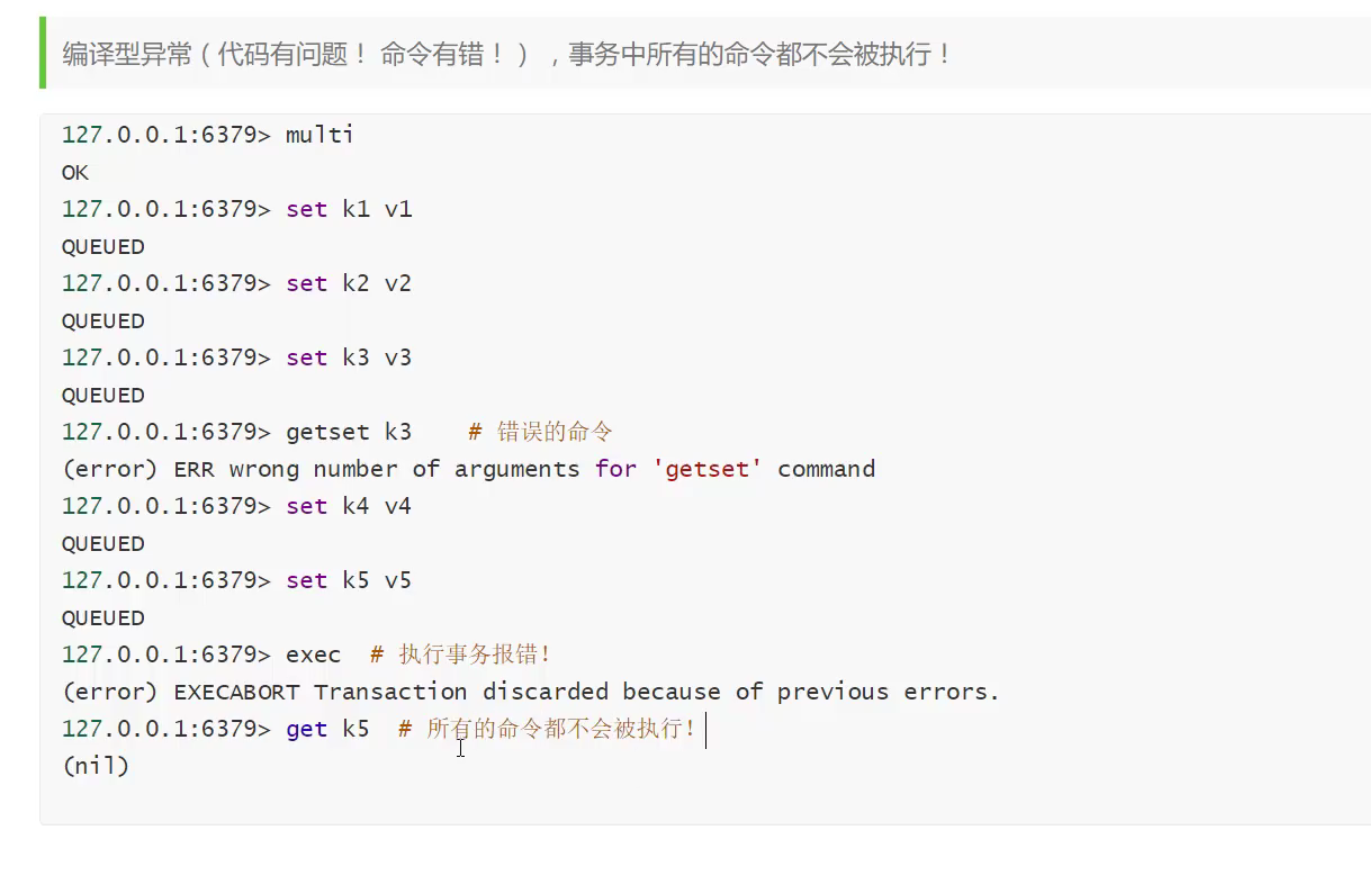 编译型异常（代码有问题！ 命令有错！） ，事务中所有的命令都不会被执行！
127.0.0.1:6379> multi
OK
127.0.0.1:6379> set k1 v1
QUEUED
127.0.0.1:6379> set k2 v2
QUEUED
127.0.0.1:6379> set k3 v3
QUEUED
127.0.0.1:6379> getset k3    # 错误的命令
(error) ERR wrong number of arguments for 'getset' command
127.0.0.1:6379> set k4 v4
QUEUED
127.0.0.1:6379> set k5 v5
QUEUED
127.0.0.1:6379> exec  # 执行事务报错！
(error) EXECABORT Transaction discarded because of previous errors.
127.0.0.1:6379> get k5  # 所有的命令都不会被执行！
(nil)